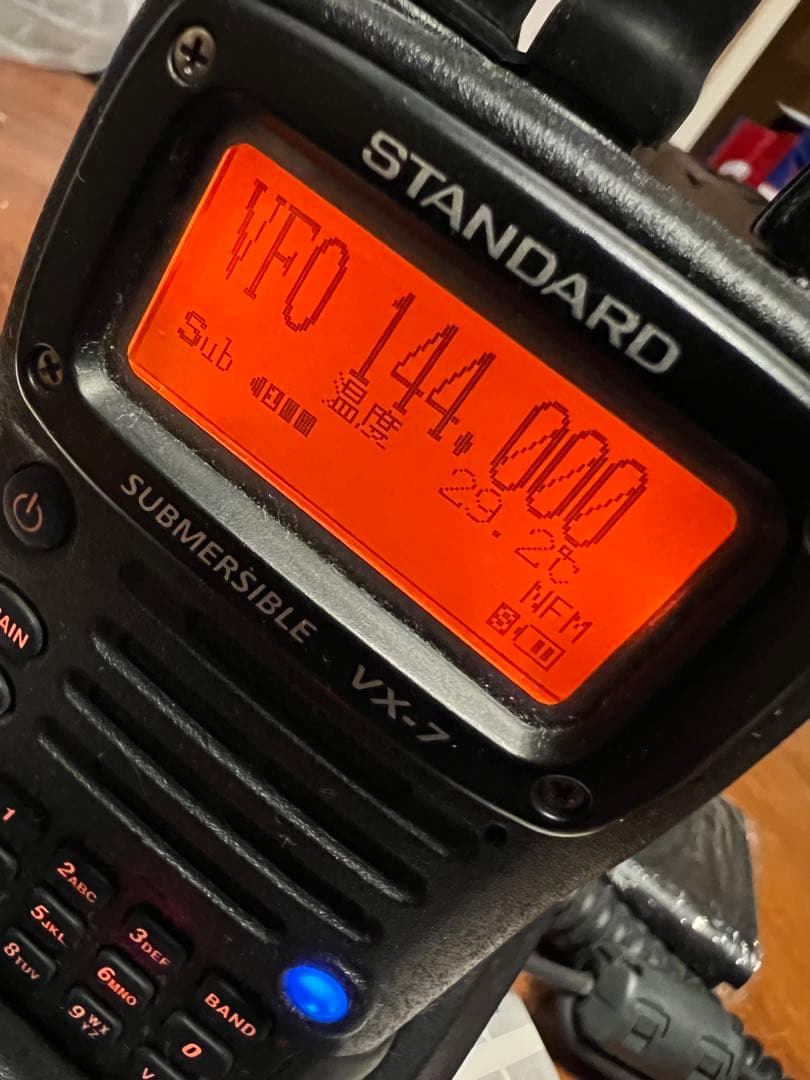 STANDARD
VFO 144.000
Sub 温度 29.2℃
NFM
SUBMERSIBLE VX-7
1
2ABC
3DEF
5JKL
6MNO
BAND
8TUV
9WXYZ
0